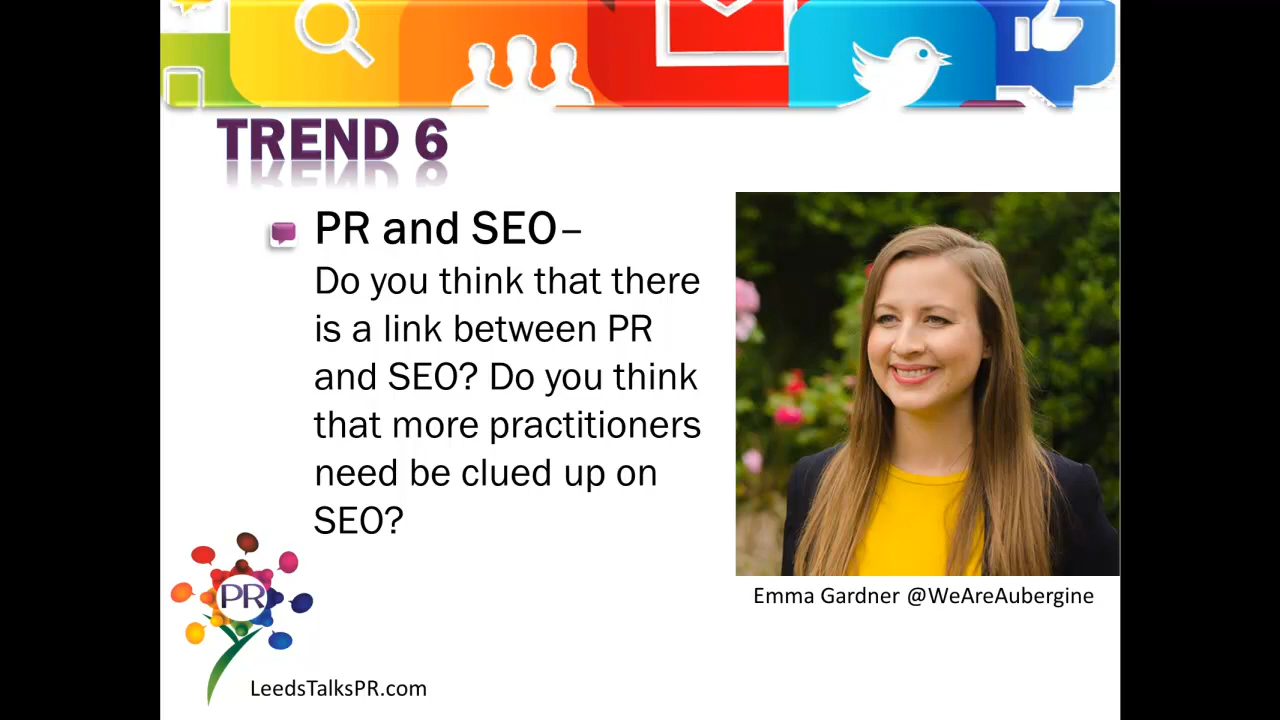 TREND 6
PR and SEO–
Do you think that there
is a link between PR
and SEO? Do you think
that more practitioners
need be clued up on
SEO?
Emma Gardner @WeAreAubergine
PR
LeedsTalksPR.com